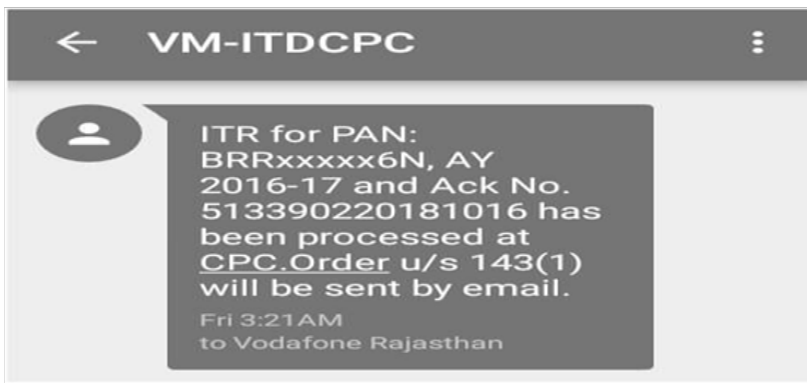 VM-ITDCPC
ITR for PAN:
BRRxxxxx6N, AY
2016-17 and Ack No.
513390220181016 has
been processed at
CPC.Order u/s 143(1)
will be sent by email.
Fri 3:21AM
to Vodafone Rajasthan